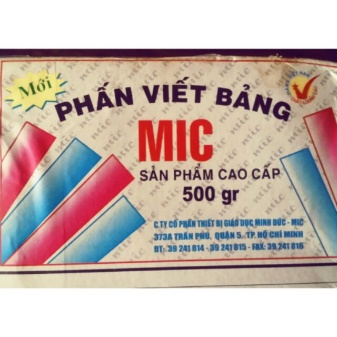 Mới
PHẤN VIẾT BẢNG
MIC
SẢN PHẨM CAO CẤP
500 gr
C.TY CỔ PHẦN THIẾT BỊ GIÁO DỤC MINH ĐỨC - MIC
373A TRẦN PHÚ, QUẬN 5, TP. HỒ CHÍ MINH
ĐT: 39 241 814 - 39 241 815 - FAX: 39 241 816